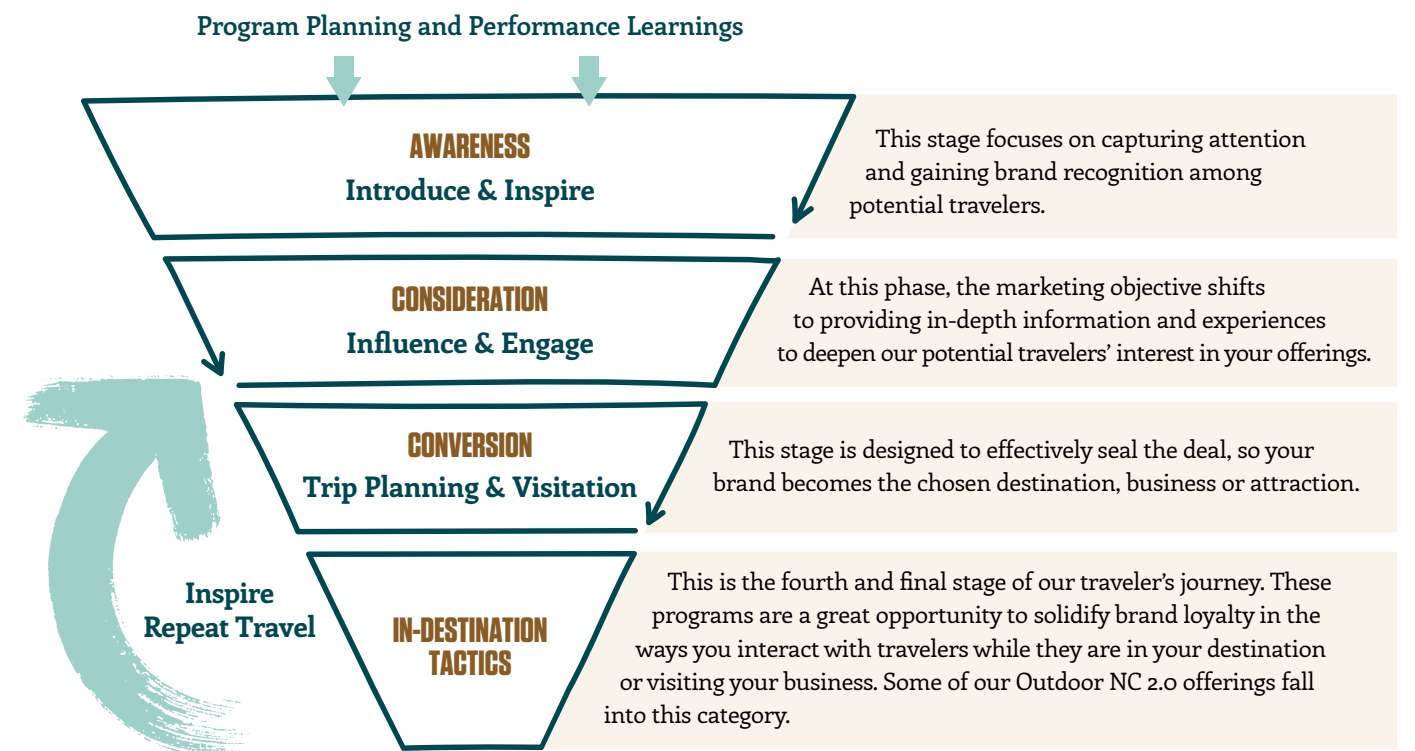 Program Planning and Performance Learnings
AWARENESS
Introduce & Inspire
This stage focuses on capturing attention
and gaining brand recognition among
potential travelers.
CONSIDERATION
Influence & Engage
At this phase, the marketing objective shifts
to providing in-depth information and experiences
to deepen our potential travelers’ interest in your offerings.
CONVERSION
Trip Planning & Visitation
This stage is designed to effectively seal the deal, so your
brand becomes the chosen destination, business or attraction.
Inspire
Repeat Travel
IN-DESTINATION
TACTICS
This is the fourth and final stage of our traveler’s journey. These
programs are a great opportunity to solidify brand loyalty in the
ways you interact with travelers while they are in your destination
or visiting your business. Some of our Outdoor NC 2.0 offerings fall
into this category.